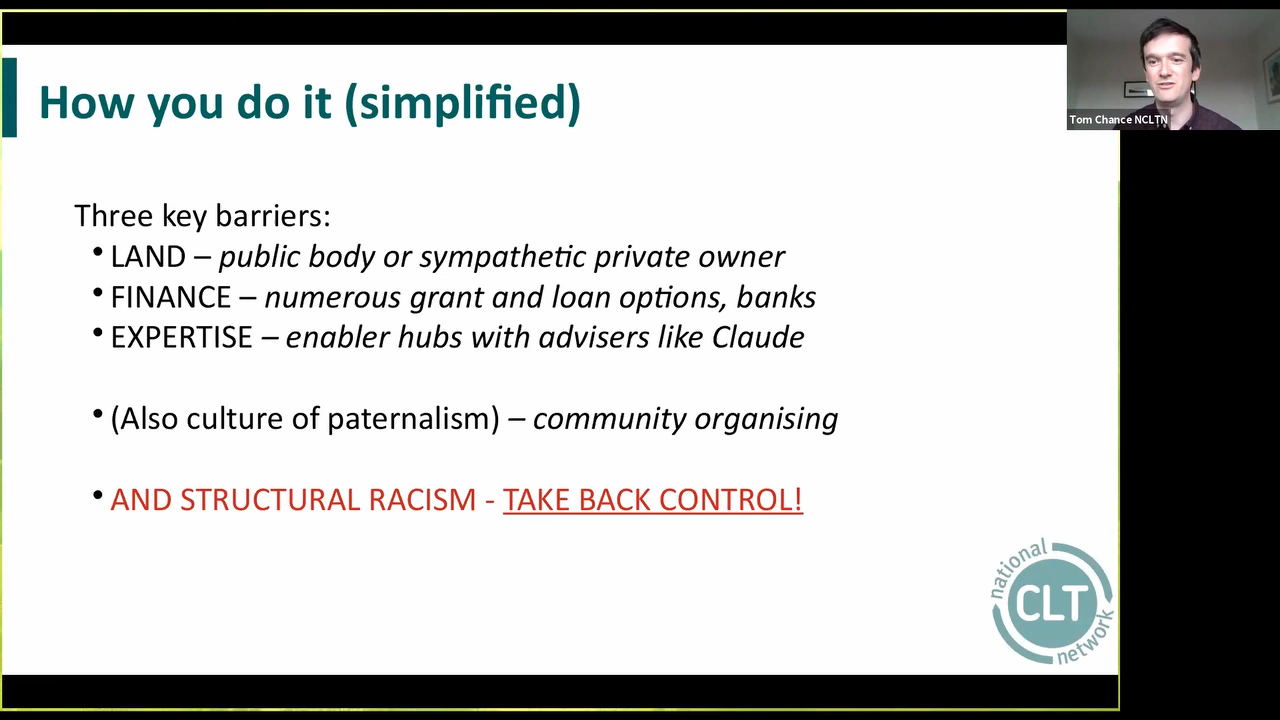 How you do it (simplified)
Tom Chance NCLTN
Three key barriers:
• LAND – public body or sympathetic private owner
• FINANCE – numerous grant and loan options, banks
• EXPERTISE – enabler hubs with advisers like Claude
• (Also culture of paternalism) – community organising
• AND STRUCTURAL RACISM - TAKE BACK CONTROL!
national
CLT
network